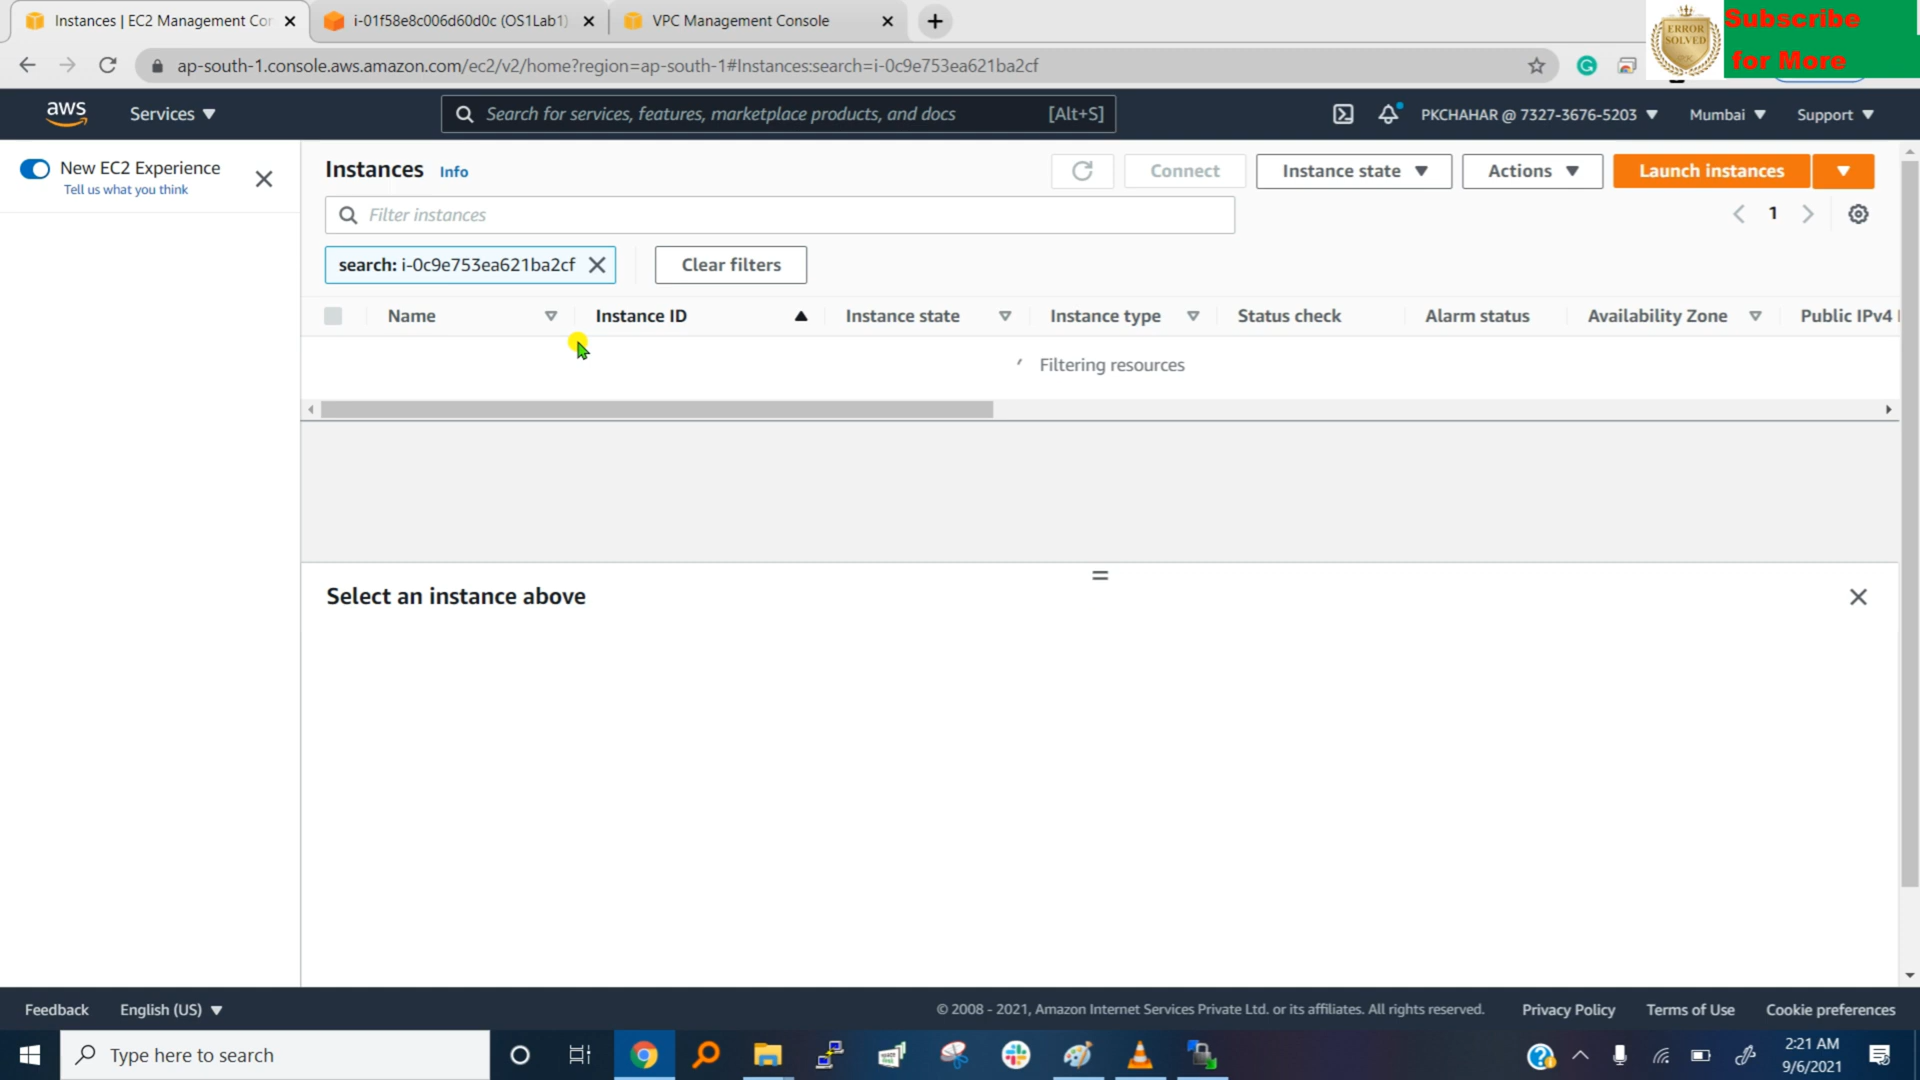 Instances | EC2 Management Con
i-01f58e8c006d60d0c (OS1Lab1)
VPC Management Console
ERROR
SOLVED
Subscribe
for More
ap-south-1.console.aws.amazon.com/ec2/v2/home?region=ap-south-1#Instances:search=i-0c9e753ea621ba2cf
aws
Services
Search for services, features, marketplace products, and docs
[Alt+S]
PKCHAHAR @ 7327-3676-5203
Mumbai
Support
New EC2 Experience
Tell us what you think
Instances
Info
Connect
Instance state
Actions
Launch instances
Filter instances
1
search: i-0c9e753ea621ba2cf
Clear filters
Name
Instance ID
Instance state
Instance type
Status check
Alarm status
Availability Zone
Public IPv4
Filtering resources
Select an instance above
Feedback
English (US)
© 2008 - 2021, Amazon Internet Services Private Ltd. or its affiliates. All rights reserved.
Privacy Policy
Terms of Use
Cookie preferences
Type here to search
2:21 AM
9/6/2021